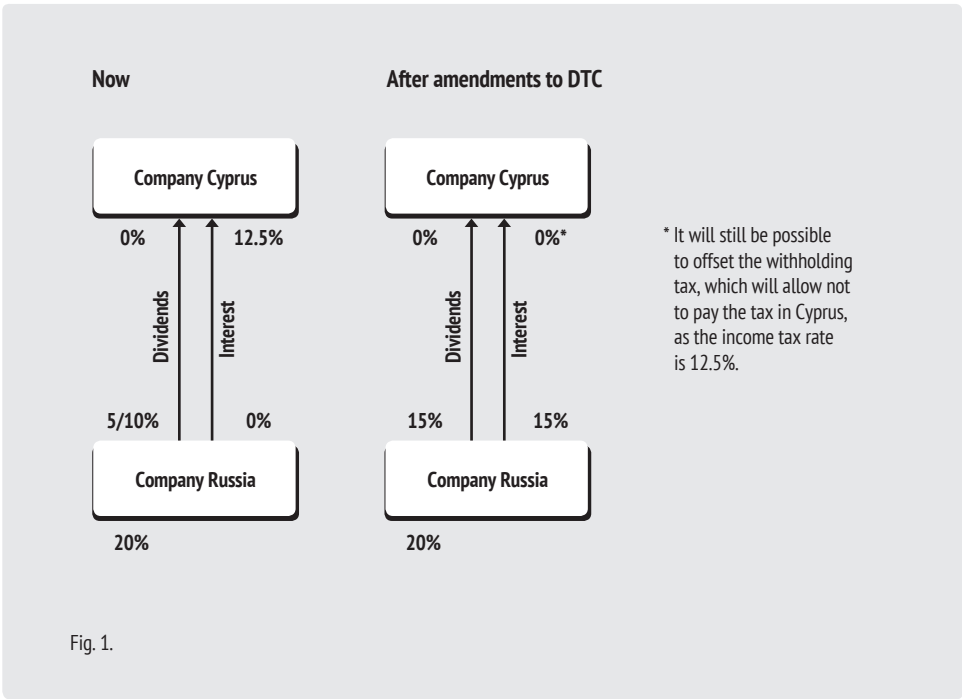 Now
Company Cyprus
0%
12.5%
Dividends
Interest
5/10%
0%
Company Russia
20%
After amendments to DTC
Company Cyprus
0%
0%*
Dividends
Interest
15%
15%
Company Russia
20%
* It will still be possible
to offset the withholding
tax, which will allow not
to pay the tax in Cyprus,
as the income tax rate
is 12.5%.
Fig. 1.